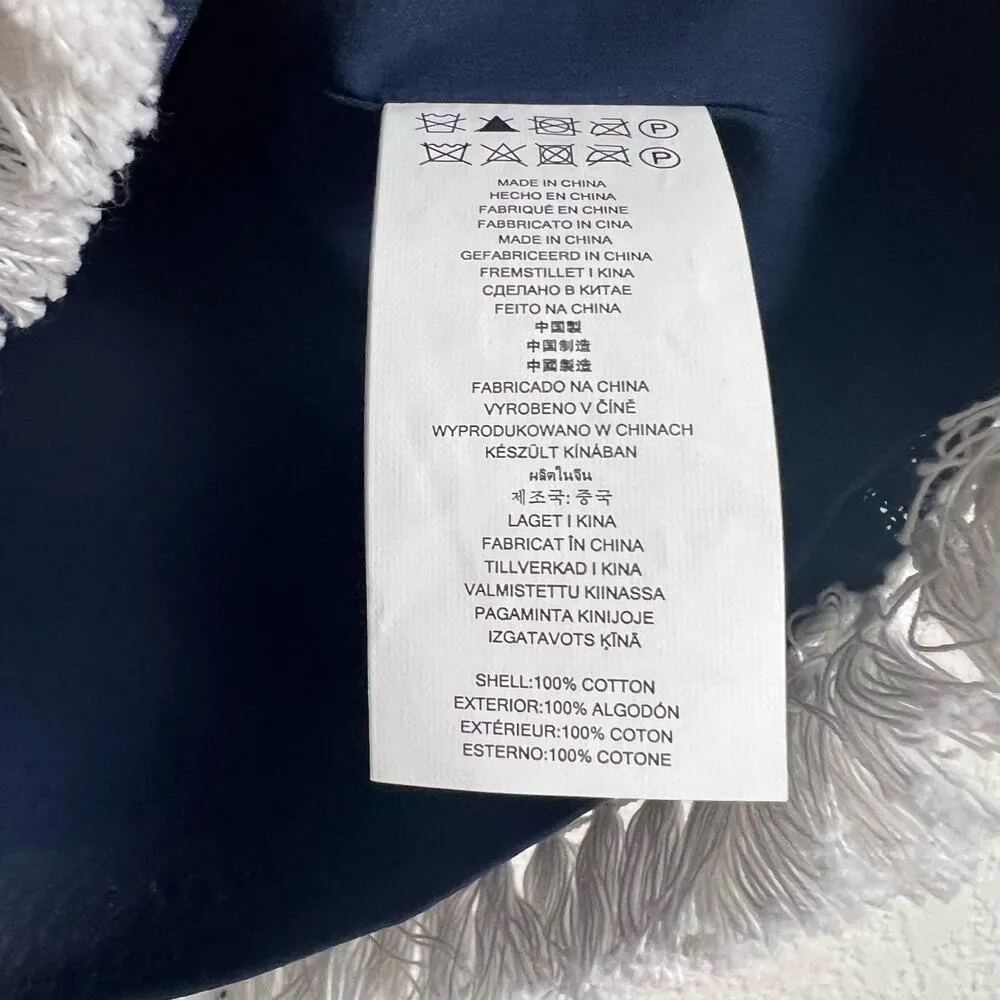 P
P
MADE IN CHINA
HECHO EN CHINA
FABRIQUÉ EN CHINE
FABBRICATO IN CINA
MADE IN CHINA
GEFABRICEERD IN CHINA
FREMSTILLET I KINA
СДЕЛАНО В КИТАЕ
FEITO NA CHINA
中国製
中国制造
中國製造
FABRICADO NA CHINA
VYROBENO V ČÍNĚ
WYPRODUKOWANO W CHINACH
KÉSZÜLT KÍNÁBAN
ผลิตในจีน
제조국: 중국
LAGET I KINA
FABRICAT ÎN CHINA
TILLVERKAD I KINA
VALMISTETTU KIINASSA
PAGAMINTA KINIJOJE
IZGATAVOTS ĶĪNĀ
SHELL:100% COTTON
EXTERIOR:100% ALGODÓN
EXTÉRIEUR:100% COTON
ESTERNO:100% COTONE